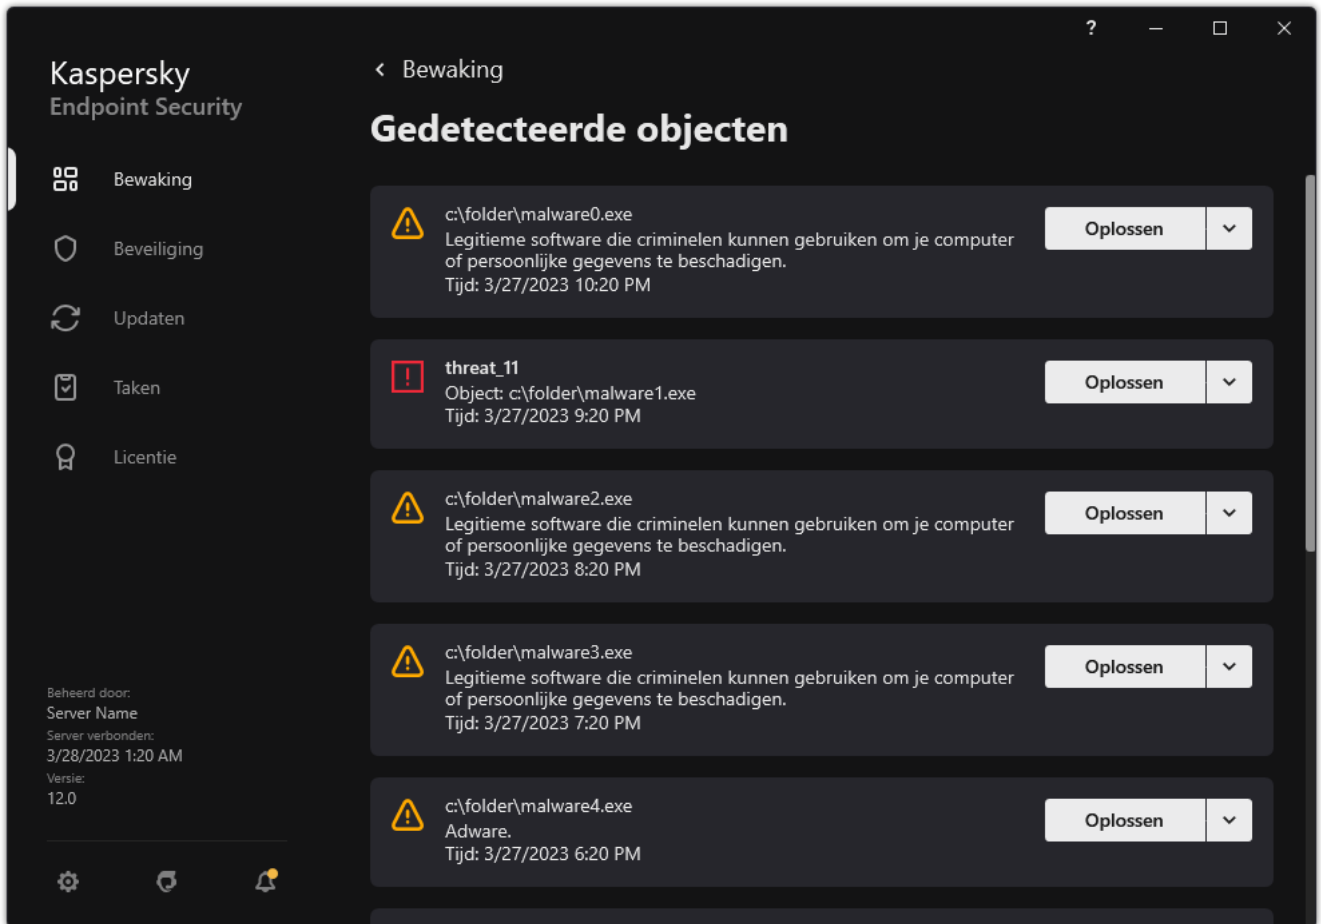 ?
Kaspersky
Endpoint Security
Bewaking
Beveiliging
Updaten
Taken
Licentie
Beheerd door:
Server Name
Server verbonden:
3/28/2023 1:20 AM
Versie:
12.0
Bewaking
Gedetecteerde objecten
c:\folder\malware0.exe
Legitieme software die criminelen kunnen gebruiken om je computer
of persoonlijke gegevens te beschadigen.
Tijd: 3/27/2023 10:20 PM
Oplossen
threat_11
Object: c:\folder\malware1.exe
Tijd: 3/27/2023 9:20 PM
Oplossen
c:\folder\malware2.exe
Legitieme software die criminelen kunnen gebruiken om je computer
of persoonlijke gegevens te beschadigen.
Tijd: 3/27/2023 8:20 PM
Oplossen
c:\folder\malware3.exe
Legitieme software die criminelen kunnen gebruiken om je computer
of persoonlijke gegevens te beschadigen.
Tijd: 3/27/2023 7:20 PM
Oplossen
c:\folder\malware4.exe
Adware.
Tijd: 3/27/2023 6:20 PM
Oplossen